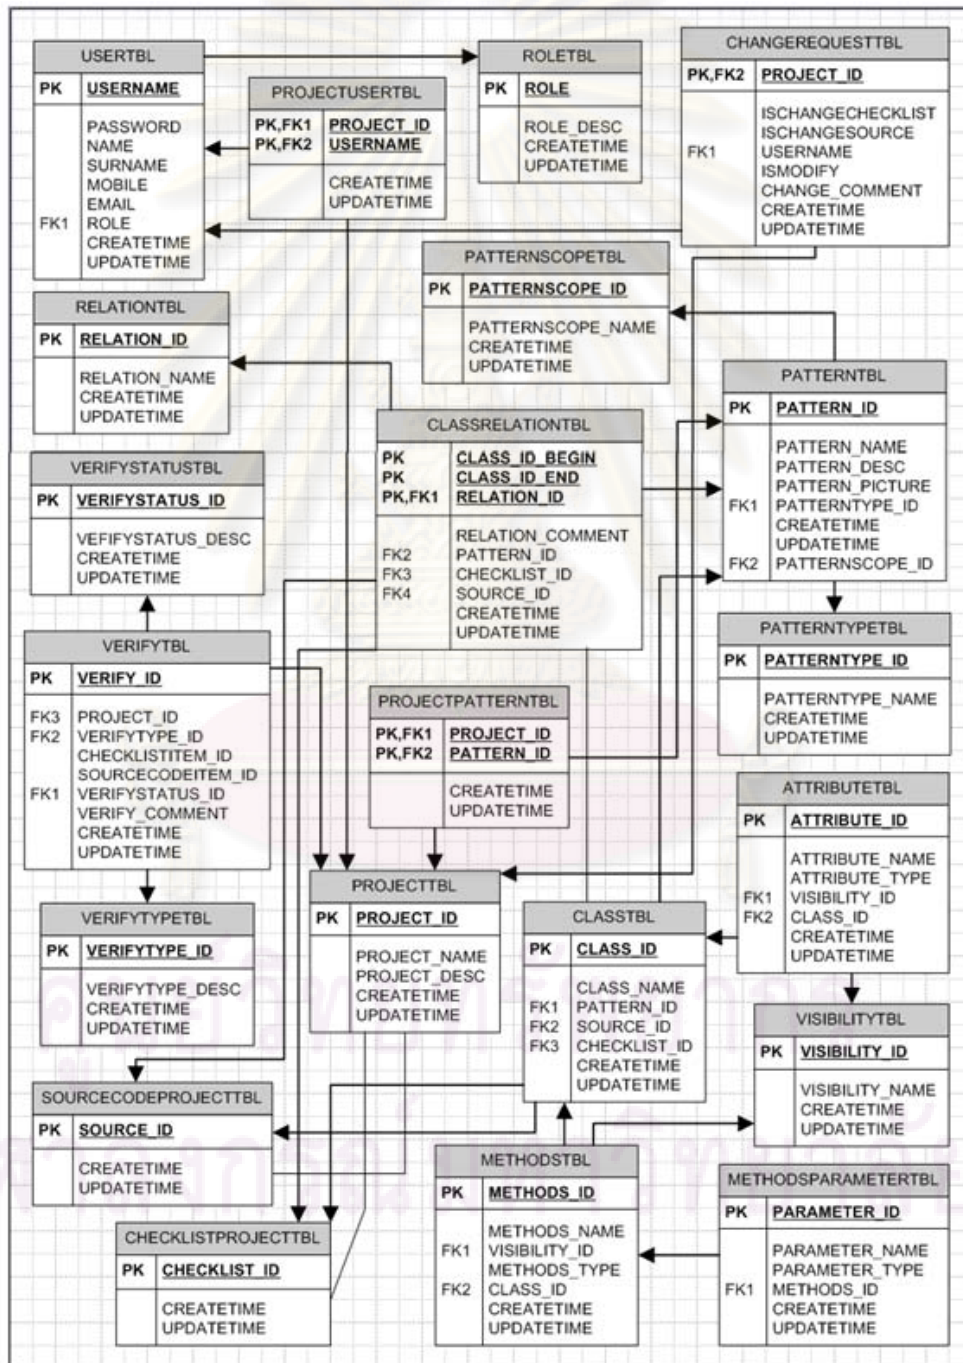 USERTBL
PK USERNAME
PASSWORD
NAME
SURNAME
MOBILE
EMAIL
FK1 ROLE
CREATETIME
UPDATETIME
PROJECTUSERTBL
PK,FK1 PROJECT_ID
PK,FK2 USERNAME
CREATETIME
UPDATETIME
ROLETBL
PK ROLE
ROLE_DESC
CREATETIME
UPDATETIME
CHANGEREQUESTTBL
PK,FK2 PROJECT_ID
ISCHANGECHECKLIST
ISCHANGESOURCE
FK1 USERNAME
ISMODIFY
CHANGE_COMMENT
CREATETIME
UPDATETIME
PATTERNSCOPETBL
PK PATTERNSCOPE_ID
PATTERNSCOPE_NAME
CREATETIME
UPDATETIME
RELATIONTBL
PK RELATION_ID
RELATION_NAME
CREATETIME
UPDATETIME
PATTERNTBL
PK PATTERN_ID
PATTERN_NAME
PATTERN_DESC
PATTERN_PICTURE
FK1 PATTERNTYPE_ID
CREATETIME
UPDATETIME
FK2 PATTERNSCOPE_ID
CLASSRELATIONTBL
PK CLASS_ID_BEGIN
PK CLASS_ID_END
PK,FK1 RELATION_ID
RELATION_COMMENT
FK2 PATTERN_ID
FK3 CHECKLIST_ID
FK4 SOURCE_ID
CREATETIME
UPDATETIME
VERIFYSTATUSTBL
PK VERIFYSTATUS_ID
VEFIFYSTATUS_DESC
CREATETIME
UPDATETIME
PATTERNTYPETBL
PK PATTERNTYPE_ID
PATTERNTYPE_NAME
CREATETIME
UPDATETIME
VERIFYTBL
PK VERIFY_ID
FK3 PROJECT_ID
FK2 VERIFYTYPE_ID
CHECKLISTITEM_ID
SOURCECODEITEM_ID
FK1 VERIFYSTATUS_ID
VERIFY_COMMENT
CREATETIME
UPDATETIME
PROJECTPATTERNTBL
PK,FK1 PROJECT_ID
PK,FK2 PATTERN_ID
CREATETIME
UPDATETIME
ATTRIBUTETBL
PK ATTRIBUTE_ID
ATTRIBUTE_NAME
ATTRIBUTE_TYPE
FK1 VISIBILITY_ID
FK2 CLASS_ID
CREATETIME
UPDATETIME
VERIFYTYPETBL
PK VERIFYTYPE_ID
VERIFYTYPE_DESC
CREATETIME
UPDATETIME
PROJECTTBL
PK PROJECT_ID
PROJECT_NAME
PROJECT_DESC
CREATETIME
UPDATETIME
CLASSTBL
PK CLASS_ID
CLASS_NAME
FK1 PATTERN_ID
FK2 SOURCE_ID
FK3 CHECKLIST_ID
CREATETIME
UPDATETIME
VISIBILITYTBL
PK VISIBILITY_ID
VISIBILITY_NAME
CREATETIME
UPDATETIME
SOURCECODEPROJECTTBL
PK SOURCE_ID
CREATETIME
UPDATETIME
METHODSTBL
PK METHODS_ID
METHODS_NAME
FK1 VISIBILITY_ID
METHODS_TYPE
FK2 CLASS_ID
CREATETIME
UPDATETIME
METHODSPARAMETERTBL
PK PARAMETER_ID
PARAMETER_NAME
PARAMETER_TYPE
FK1 METHODS_ID
CREATETIME
UPDATETIME
CHECKLISTPROJECTTBL
PK CHECKLIST_ID
CREATETIME
UPDATETIME